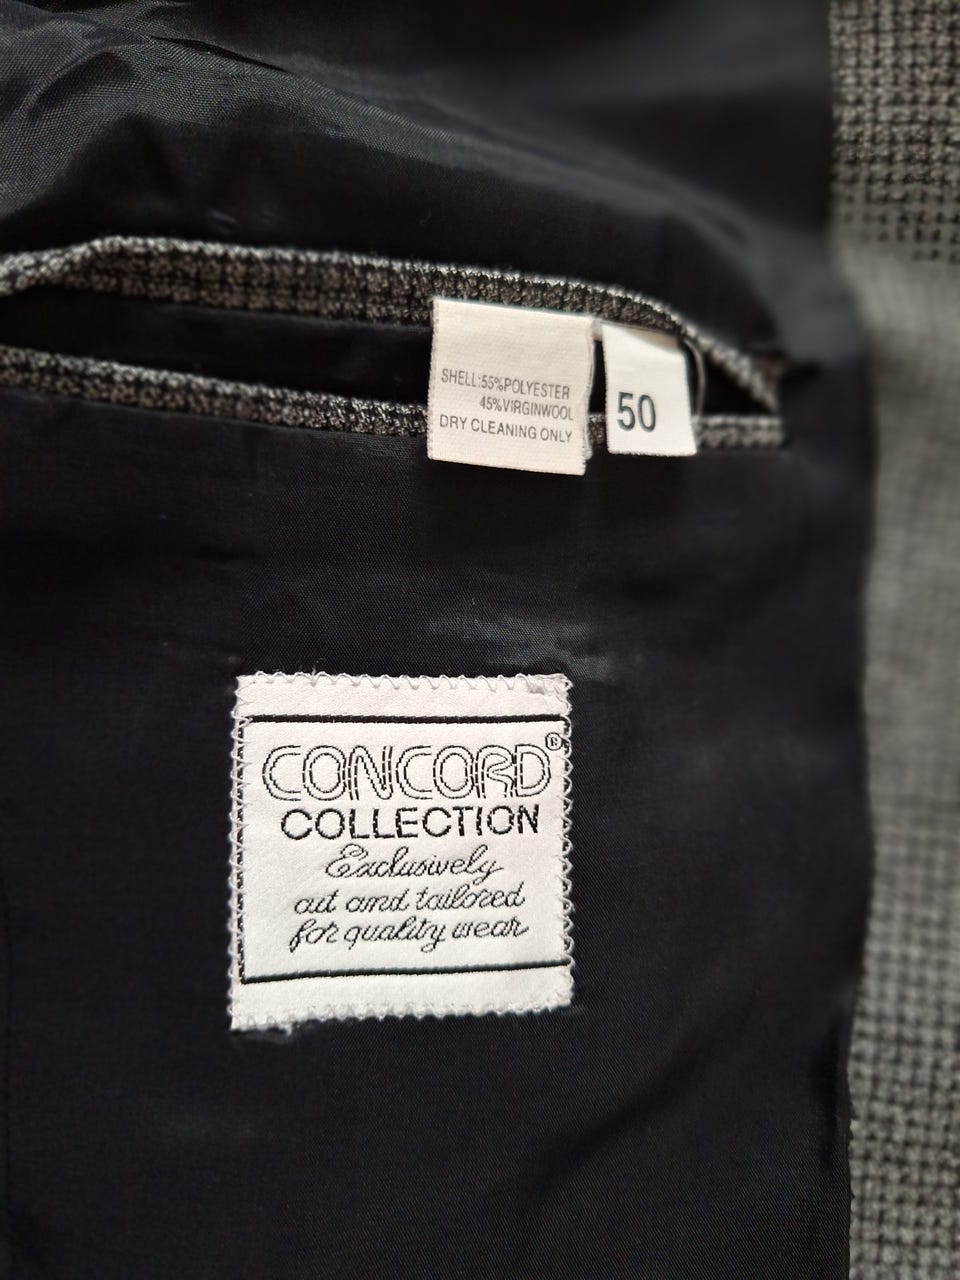 SHELL:55%POLYESTER
45%VIRGINWOOL
DRY CLEANING ONLY
50
CONCORD®
COLLECTION
Exclusively
cut and tailored
for quality wear